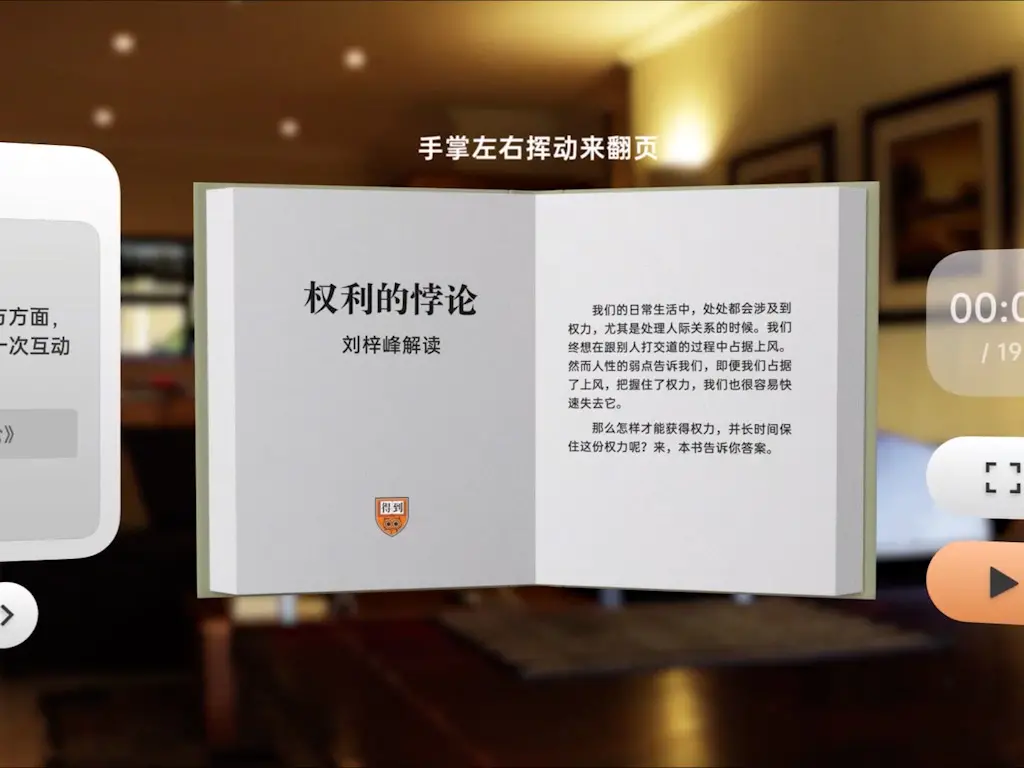 手掌左右挥动来翻页
方面，
一次互动
》
权利的悖论
刘梓峰解读
得到
我们的日常生活中，处处都会涉及到
权力，尤其是处理人际关系的时候。我们
终想在跟别人打交道的过程中占据上风。
然而人性的弱点告诉我们，即便我们占据
了上风，把握住了权力，我们也很容易快
速失去它。
那么怎样才能获得权力，并长时间保
住这份权力呢？来，本书告诉你答案。
00:0
/ 19